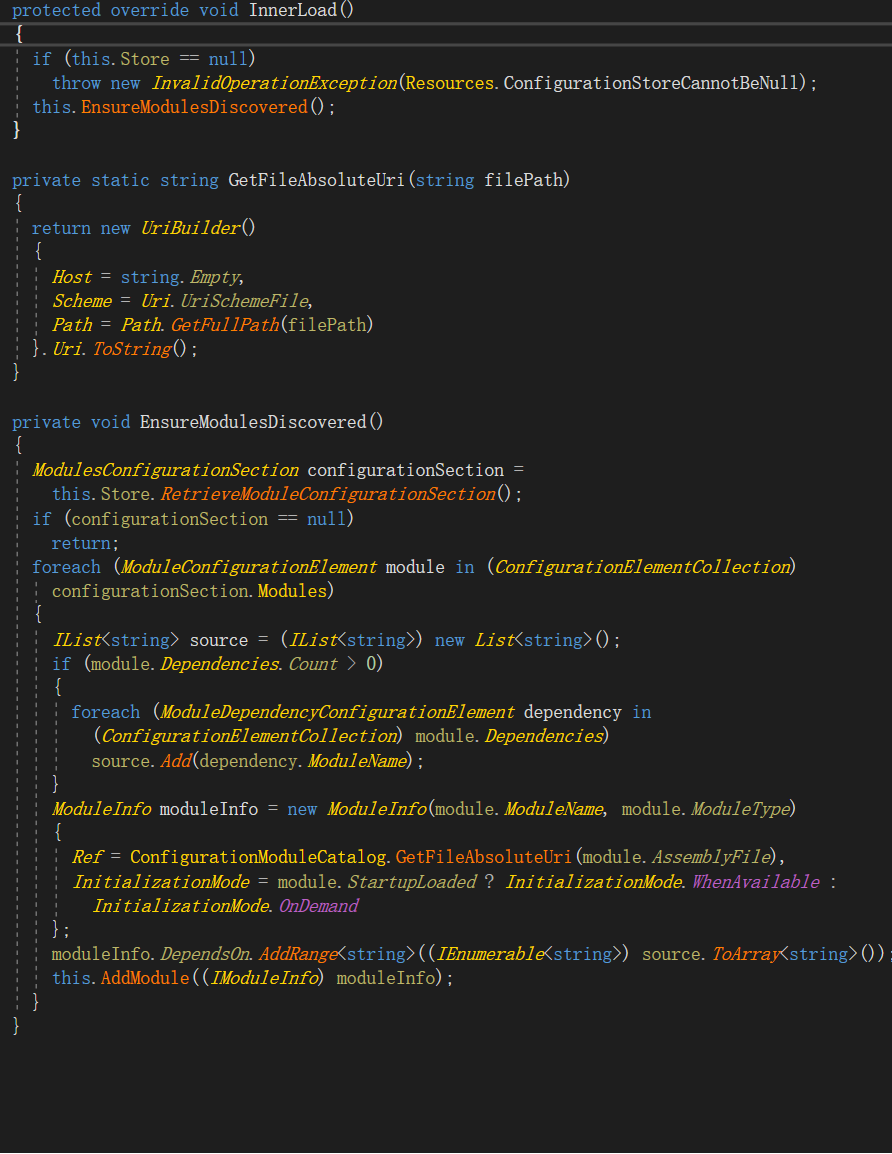 protected override void InnerLoad()
{
if (this.Store == null)
throw new InvalidOperationException(Resources.ConfigurationStoreCannotBeNull);
this.EnsureModulesDiscovered();
}
private static string GetFileAbsoluteUri(string filePath)
{
return new UriBuilder()
{
Host = string.Empty,
Scheme = Uri.UriSchemeFile,
Path = Path.GetFullPath(filePath)
}.Uri.ToString();
}
private void EnsureModulesDiscovered()
{
ModulesConfigurationSection configurationSection =
this.Store.RetrieveModuleConfigurationSection();
if (configurationSection == null)
return;
foreach (ModuleConfigurationElement module in (ConfigurationElementCollection)
configurationSection.Modules)
{
IList<string> source = (IList<string>) new List<string>();
if (module.Dependencies.Count > 0)
{
foreach (ModuleDependencyConfigurationElement dependency in
(ConfigurationElementCollection) module.Dependencies)
source.Add(dependency.ModuleName);
}
ModuleInfo moduleInfo = new ModuleInfo(module.ModuleName, module.ModuleType)
{
Ref = ConfigurationModuleCatalog.GetFileAbsoluteUri(module.AssemblyFile),
InitializationMode = module.StartupLoaded ? InitializationMode.WhenAvailable :
InitializationMode.OnDemand
};
moduleInfo.DependsOn.AddRange<string>((IEnumerable<string>) source.ToArray<string>());
this.AddModule((IModuleInfo) moduleInfo);
}
}